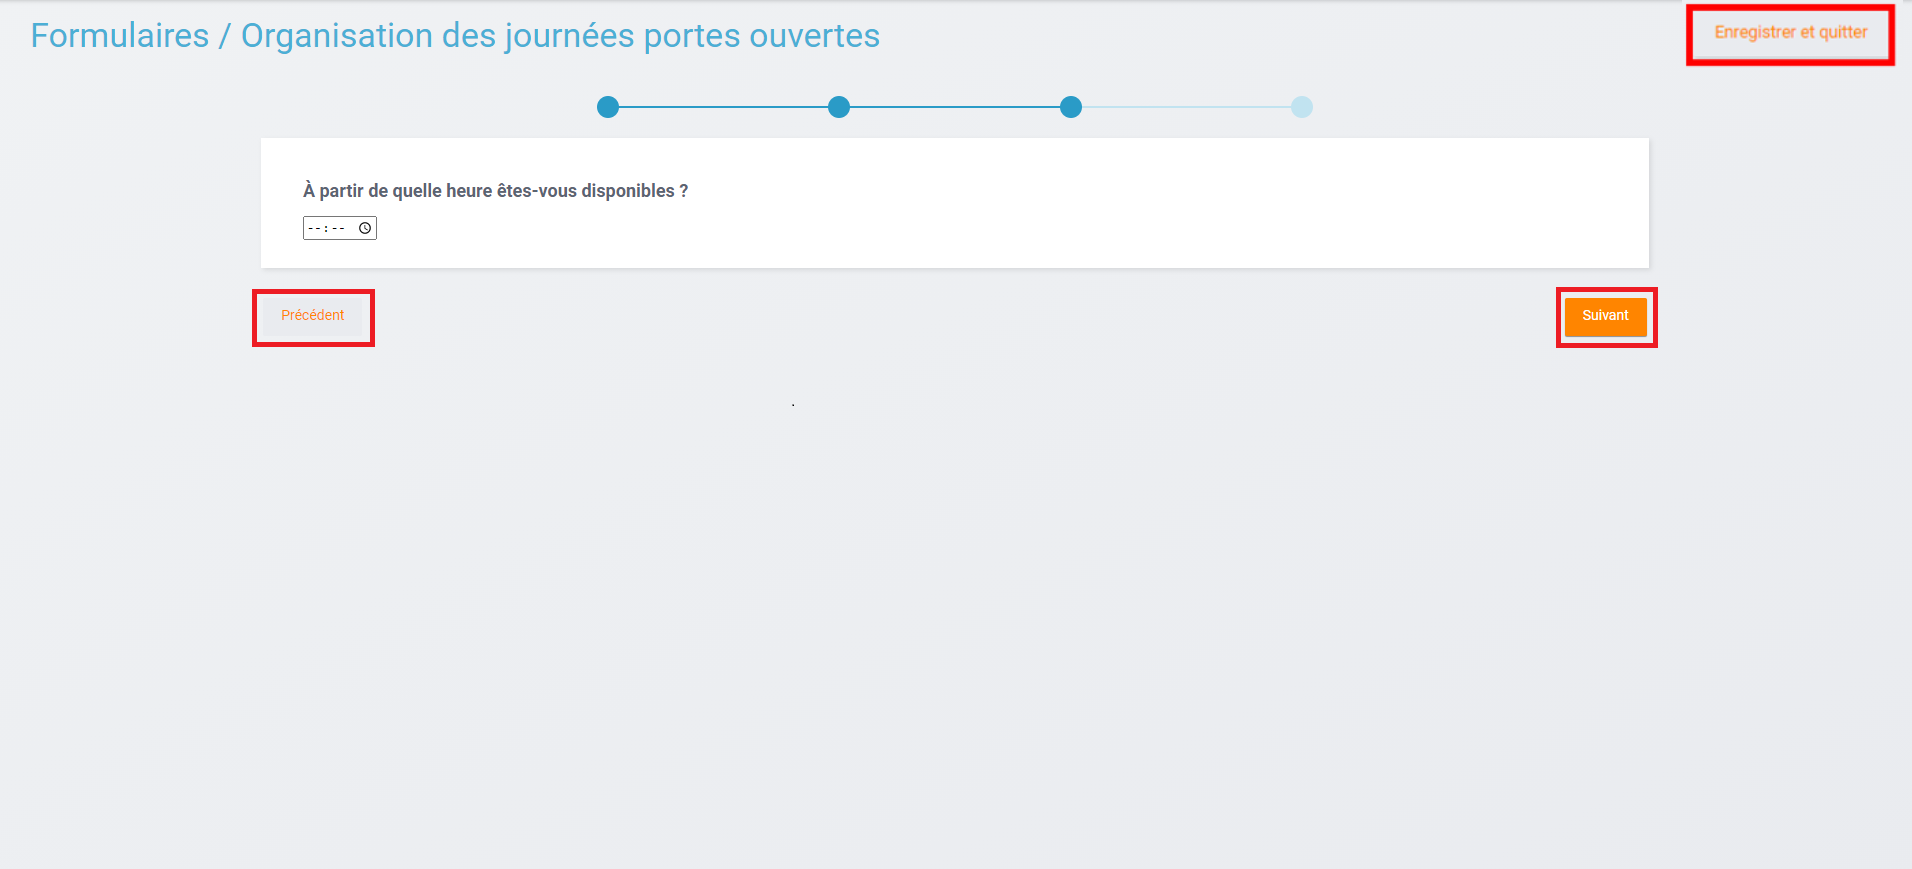 Formulaires / Organisation des journées portes ouvertes
Enregistrer et quitter
À partir de quelle heure êtes-vous disponibles ?
--:--
Précédent
Suivant
.